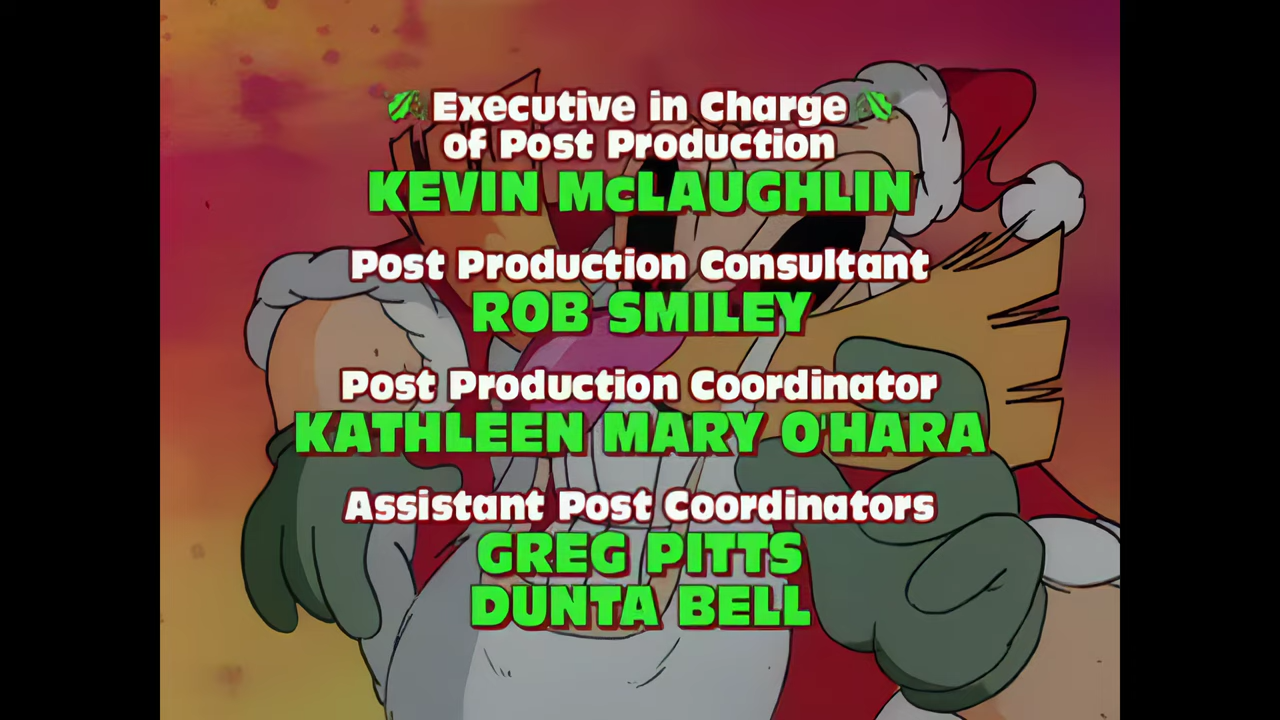 Executive in Charge
of Post Production
KEVIN McLAUGHLIN
Post Production Consultant
ROB SMILEY
Post Production Coordinator
KATHLEEN MARY O'HARA
Assistant Post Coordinators
GREG PITTS
DUNTA BELL